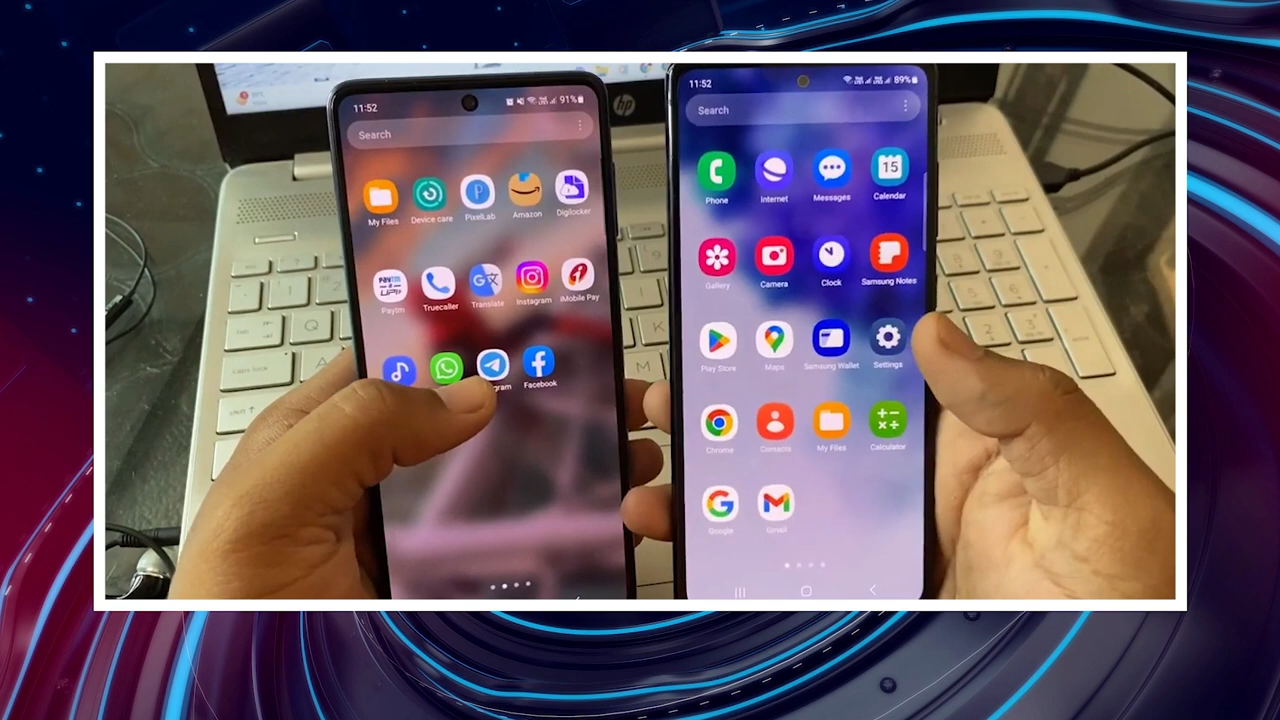 11:52
91%
Search
My Files
Device care
PixelLab
Amazon
Digilocker
Paytm
Truecaller
Translate
Instagram
iMobile Pay
gram
Facebook
11:52
89%
Search
Phone
Internet
Messages
Calendar
15
Gallery
Camera
Clock
Samsung Notes
Play Store
Maps
Samsung Wallet
Settings
Chrome
Contacts
My Files
Calculator
Google
Gmail
hp
Q
A
K
M